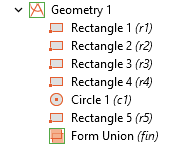 Geometry 1
Rectangle 1 (r1)
Rectangle 2 (r2)
Rectangle 3 (r3)
Rectangle 4 (r4)
Circle 1 (c1)
Rectangle 5 (r5)
Form Union (fin)